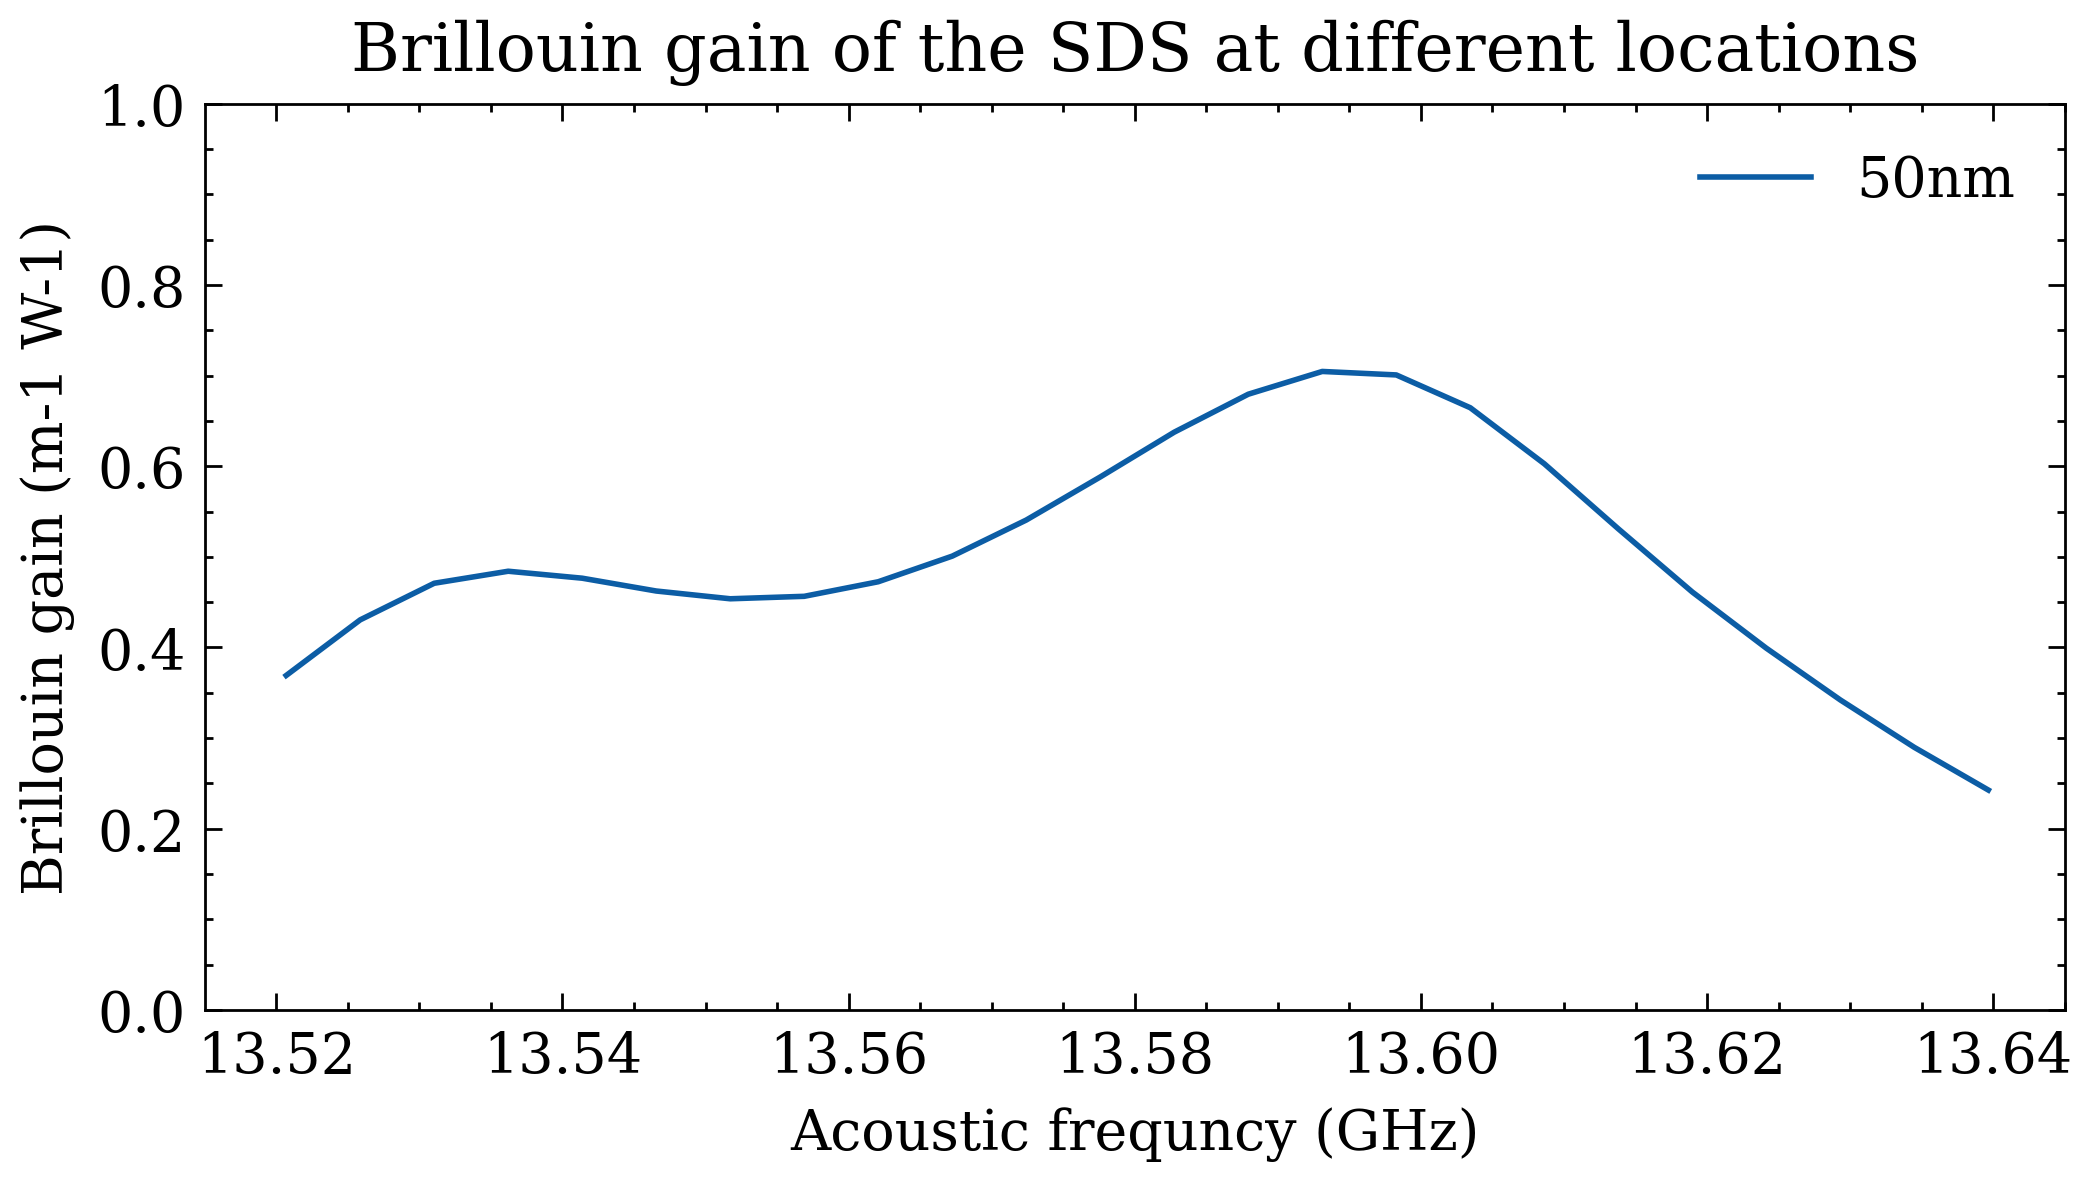 Brillouin gain of the SDS at different locations
1.0
0.8
0.6
0.4
0.2
0.0
Brillouin gain (m-1 W-1)
50nm
13.52 13.54 13.56 13.58 13.60 13.62 13.64
Acoustic frequncy (GHz)